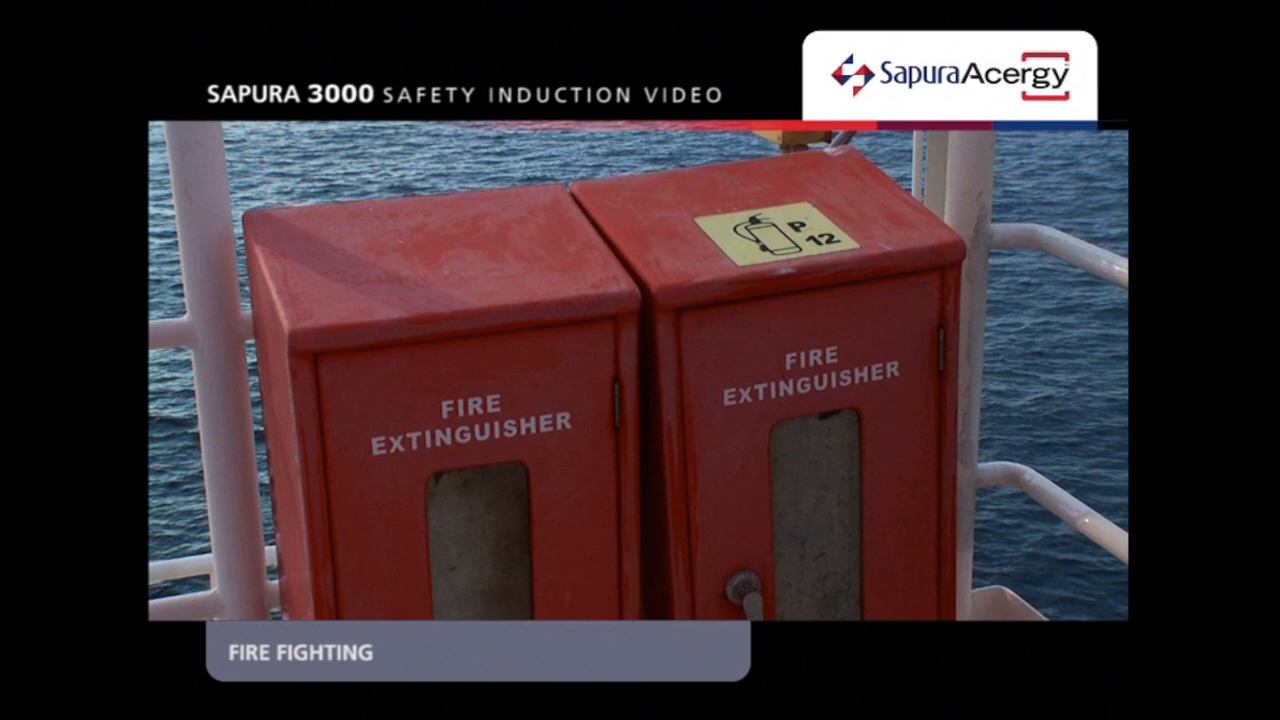 SAPURA 3000 SAFETY INDUCTION VIDEO
SapuraAcergy
P
12
FIRE
EXTINGUISHER
FIRE
EXTINGUISHER
FIRE FIGHTING